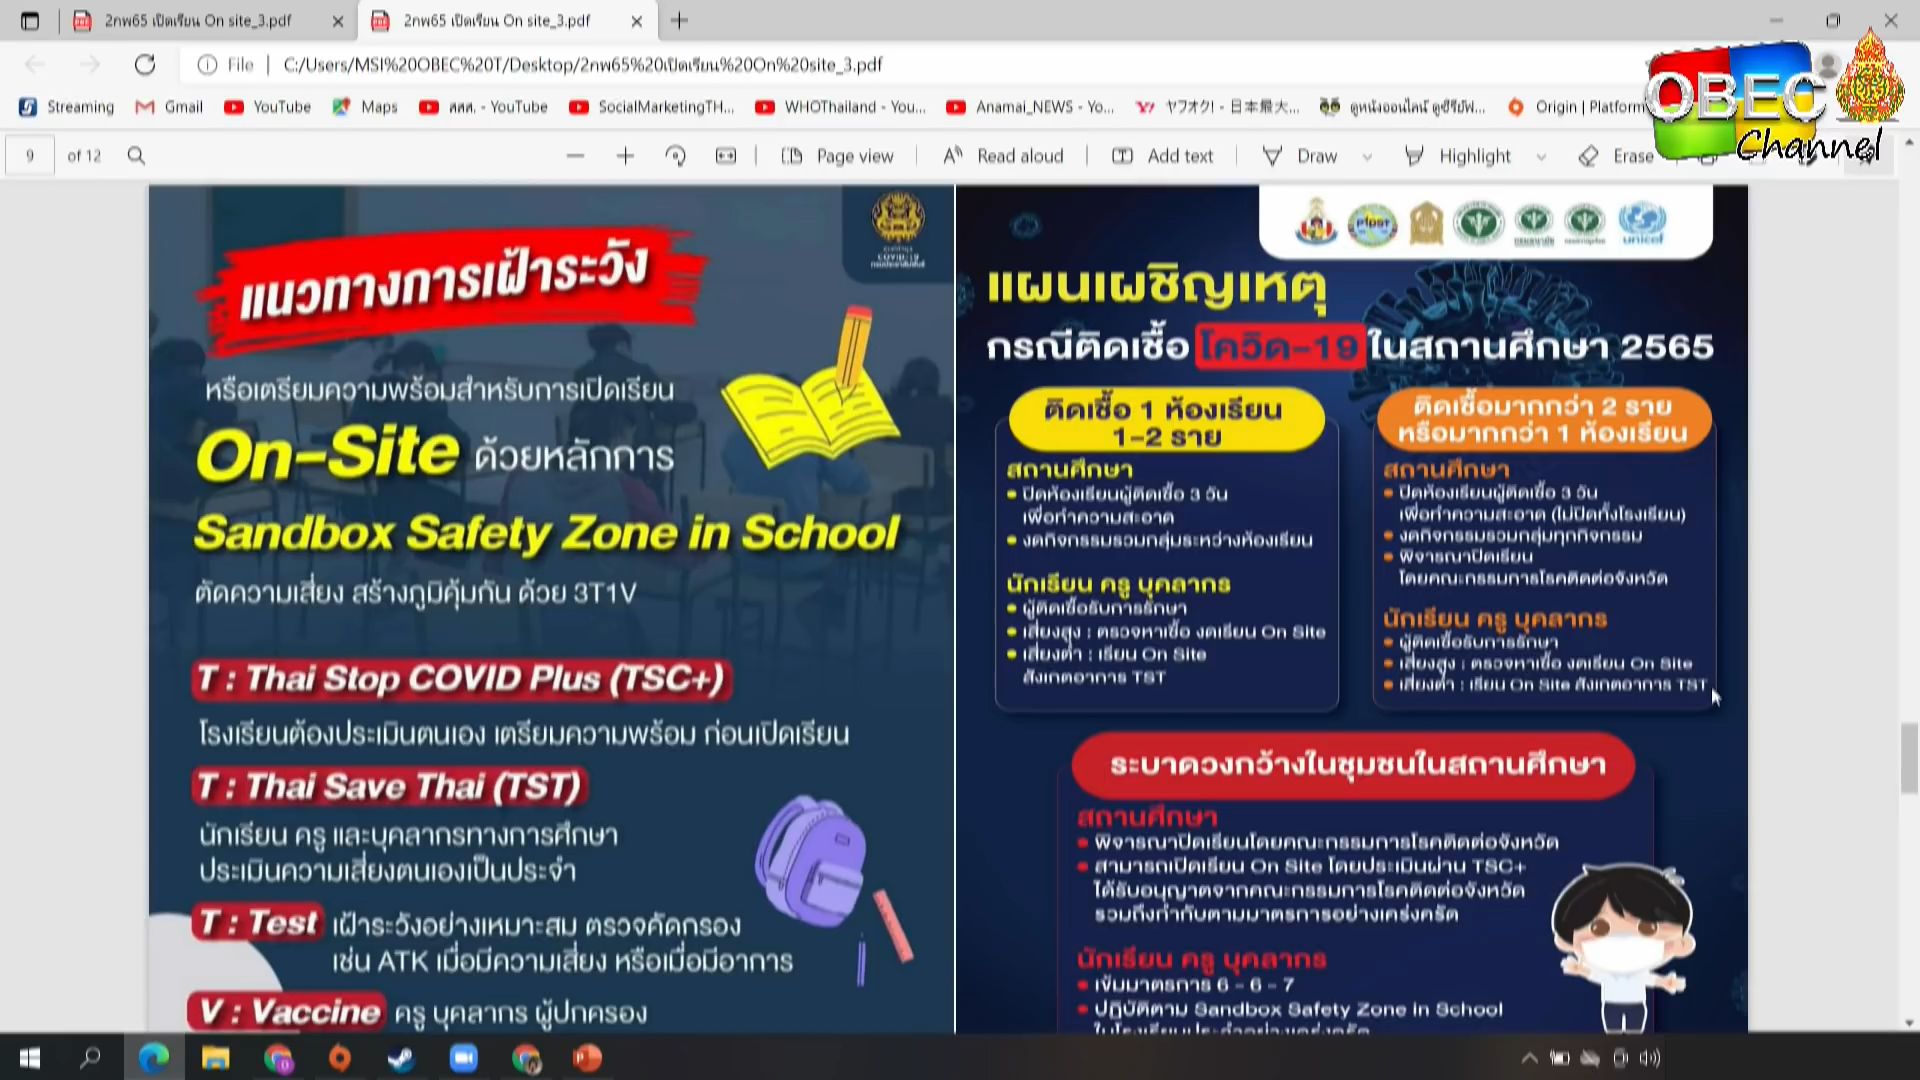 2กพ65 เปิดเรียน On site_3.pdf
2กพ65 เปิดเรียน On site_3.pdf
File
C:/Users/MSI%20OBEC%20T/Desktop/2กพ65%20เปิดเรียน%20On%20site_3.pdf
Streaming
Gmail
YouTube
Maps
สสศ. - YouTube
SocialMarketingTH...
WHOThailand - You...
Anamai_NEWS - Yo...
ヤフオク! - 日本最大...
ดูหนังออนไลน์ ดูซีรีย์ฟ...
Origin | Platform
OBEC
Channel
9
of 12
Page view
Read aloud
Add text
Draw
Highlight
Erase
แนวทางการเฝ้าระวัง
หรือเตรียมความพร้อมสำหรับการเปิดเรียน
On-Site ด้วยหลักการ
Sandbox Safety Zone in School
ตัดความเสี่ยง สร้างภูมิคุ้มกัน ด้วย 3T1V
T : Thai Stop COVID Plus (TSC+)
โรงเรียนต้องประเมินตนเอง เตรียมความพร้อม ก่อนเปิดเรียน
T : Thai Save Thai (TST)
นักเรียน ครู และบุคลากรทางการศึกษา
ประเมินความเสี่ยงตนเองเป็นประจำ
T : Test เฝ้าระวังอย่างเหมาะสม ตรวจคัดกรอง
เช่น ATK เมื่อมีความเสี่ยง หรือเมื่อมีอาการ
V : Vaccine ครู บุคลากร ผู้ปกครอง
COVID-19
unicef
แผนเผชิญเหตุ
กรณีติดเชื้อ โควิด-19 ในสถานศึกษา 2565
ติดเชื้อ 1 ห้องเรียน
1-2 ราย
สถานศึกษา
• ปิดห้องเรียนผู้ติดเชื้อ 3 วัน
เพื่อทำความสะอาด
• งดกิจกรรมรวมกลุ่มระหว่างห้องเรียน
นักเรียน ครู บุคลากร
• ผู้ติดเชื้อรับการรักษา
• เสี่ยงสูง : ตรวจหาเชื้อ งดเรียน On Site
• เสี่ยงต่ำ : เรียน On Site
สังเกตอาการ TST
ติดเชื้อมากกว่า 2 ราย
หรือมากกว่า 1 ห้องเรียน
สถานศึกษา
• ปิดห้องเรียนผู้ติดเชื้อ 3 วัน
เพื่อทำความสะอาด (ไม่ปิดทั้งโรงเรียน)
• งดกิจกรรมรวมกลุ่มทุกกิจกรรม
• พิจารณาปิดเรียน
โดยคณะกรรมการโรคติดต่อจังหวัด
นักเรียน ครู บุคลากร
• ผู้ติดเชื้อรับการรักษา
• เสี่ยงสูง : ตรวจหาเชื้อ งดเรียน On Site
• เสี่ยงต่ำ : เรียน On Site สังเกตอาการ TST
ระบาดวงกว้างในชุมชนในสถานศึกษา
สถานศึกษา
• พิจารณาปิดเรียนโดยคณะกรรมการโรคติดต่อจังหวัด
• สามารถเปิดเรียน On Site โดยประเมินผ่าน TSC+
ได้รับอนุญาตจากคณะกรรมการโรคติดต่อจังหวัด
รวมถึงกำกับตามมาตรการอย่างเคร่งครัด
นักเรียน ครู บุคลากร
• เข้มมาตรการ 6 - 6 - 7
• ปฏิบัติตาม Sandbox Safety Zone in School